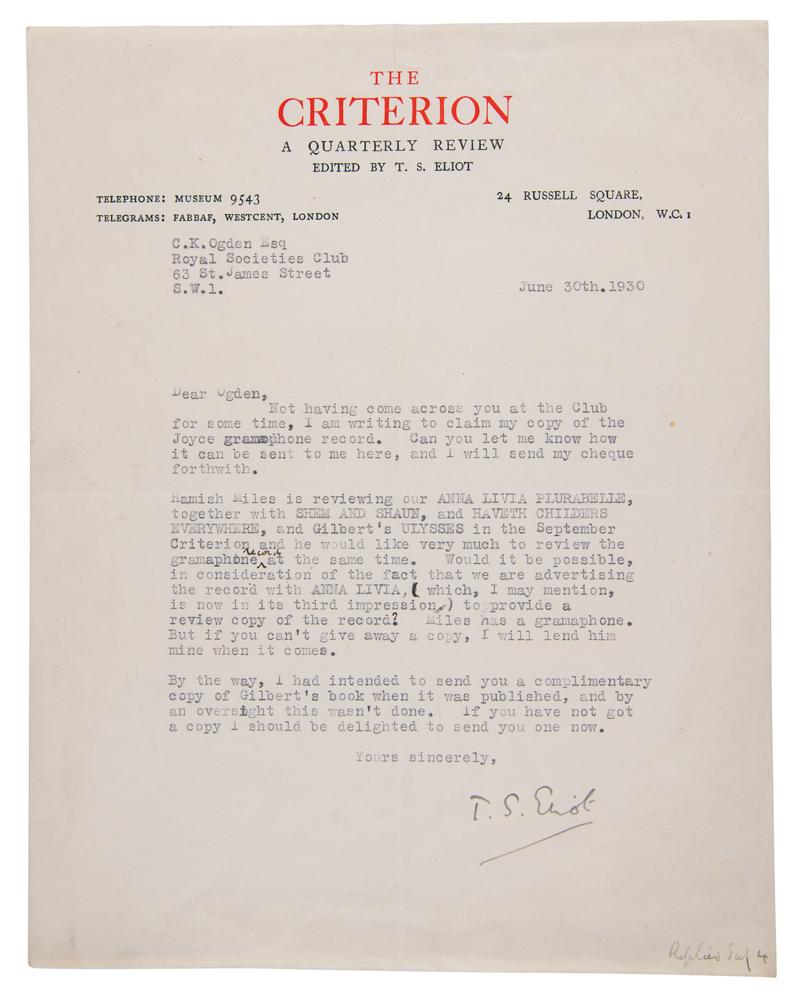 THE
CRITERION
A QUARTERLY REVIEW
EDITED BY T. S. ELIOT
TELEPHONE: MUSEUM 9543
TELEGRAMS: FABBAF, WESTCENT, LONDON
24 RUSSELL SQUARE,
LONDON, W.C. 1
C.K.Ogden Esq
Royal Societies Club
63 St.James Street
S.W.1.
June 30th.1930
Dear Ogden,
Not having come across you at the Club
for some time, I am writing to claim my copy of the
Joyce gramophone record. Can you let me know how
it can be sent to me here, and I will send my cheque
forthwith.
Hamish Miles is reviewing our ANNA LIVIA PLURABELLE,
together with SHEM AND SHAUN, and HAVETH CHILDERS
EVERYWHERE, and Gilbert's ULYSSES in the September
Criterion and he would like very much to review the
gramaphone record at the same time. Would it be possible,
in consideration of the fact that we are advertising
the record with ANNA LIVIA, (which, I may mention,
is now in its third impression,) to provide a
review copy of the record? Miles has a gramaphone.
But if you can't give away a copy, I will lend him
mine when it comes.
By the way, I had intended to send you a complimentary
copy of Gilbert's book when it was published, and by
an oversight this wasn't done. If you have not got
a copy I should be delighted to send you one now.
Yours sincerely,
T. S. Eliot
Replied 4